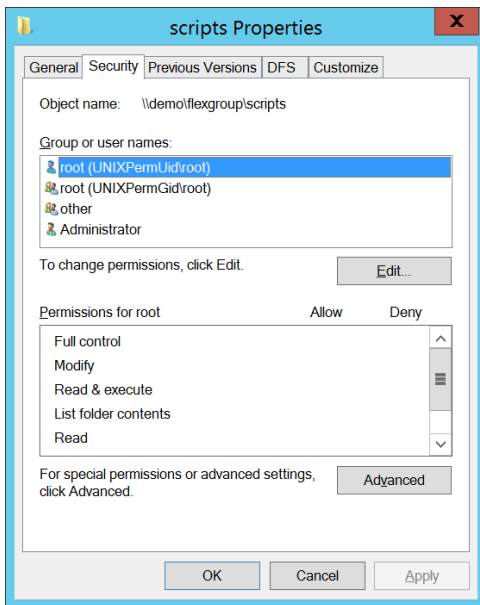 scripts Properties
X
General Security Previous Versions DFS Customize
Object name: \\demo\flexgroup\scripts
Group or user names:
root (UNIXPermUid\root)
root (UNIXPermGid\root)
other
Administrator
To change permissions, click Edit.
Edit...
Permissions for root Allow Deny
Full control
Modify
Read & execute
List folder contents
Read
For special permissions or advanced settings,
click Advanced.
Advanced
OK Cancel Apply